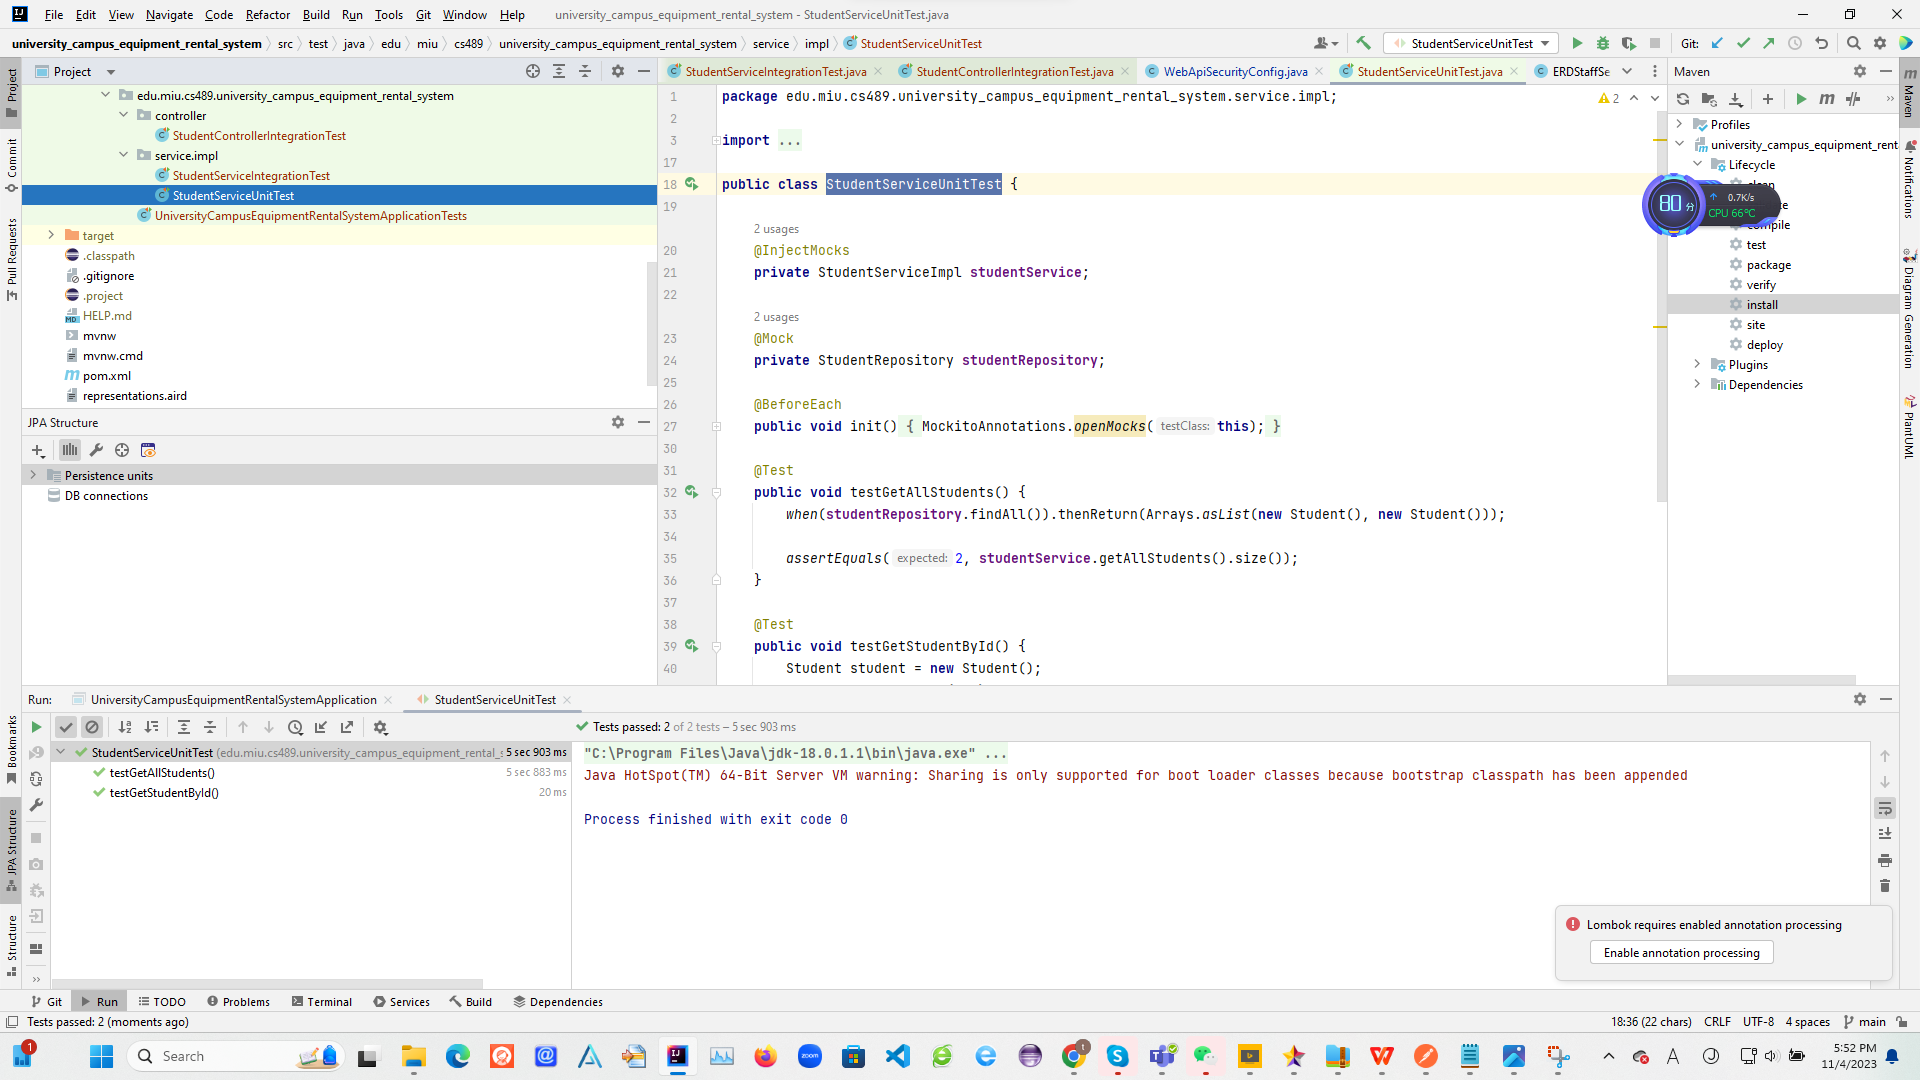 File Edit View Navigate Code Refactor Build Run Tools Git Window Help university_campus_equipment_rental_system - StudentServiceUnitTest.java
university_campus_equipment_rental_system src test java edu miu cs489 university_campus_equipment_rental_system service impl StudentServiceUnitTest
StudentServiceUnitTest Git:
Project
StudentServiceIntegrationTest.java StudentControllerIntegrationTest.java WebApiSecurityConfig.java StudentServiceUnitTest.java ERDStaffSe
Maven
Project
Commit
Pull Requests
Bookmarks
JPA Structure
Structure
edu.miu.cs489.university_campus_equipment_rental_system
controller
StudentControllerIntegrationTest
service.impl
StudentServiceIntegrationTest
StudentServiceUnitTest
UniversityCampusEquipmentRentalSystemApplicationTests
target
.classpath
.gitignore
.project
HELP.md
mvnw
mvnw.cmd
pom.xml
representations.aird
JPA Structure
Persistence units
DB connections
1 package edu.miu.cs489.university_campus_equipment_rental_system.service.impl;
2
3 import ...
17
18 public class StudentServiceUnitTest {
19
2 usages
20 @InjectMocks
21 private StudentServiceImpl studentService;
22
2 usages
23 @Mock
24 private StudentRepository studentRepository;
25
26 @BeforeEach
27 public void init() { MockitoAnnotations.openMocks( testClass: this); }
30
31 @Test
32 public void testGetAllStudents() {
33 when(studentRepository.findAll()).thenReturn(Arrays.asList(new Student(), new Student()));
34
35 assertEquals( expected: 2, studentService.getAllStudents().size());
36 }
37
38 @Test
39 public void testGetStudentById() {
40 Student student = new Student();
2
Profiles
university_campus_equipment_rent
Lifecycle
compile
test
package
verify
install
site
deploy
Plugins
Dependencies
80 分
0.7K/s
CPU 66°C
Maven
Notifications
Diagram Generation
PlantUML
Run: UniversityCampusEquipmentRentalSystemApplication StudentServiceUnitTest
Tests passed: 2 of 2 tests – 5 sec 903 ms
StudentServiceUnitTest (edu.miu.cs489.university_campus_equipment_rental_s 5 sec 903 ms
testGetAllStudents() 5 sec 883 ms
testGetStudentById() 20 ms
"C:\Program Files\Java\jdk-18.0.1.1\bin\java.exe" ...
Java HotSpot(TM) 64-Bit Server VM warning: Sharing is only supported for boot loader classes because bootstrap classpath has been appended
Process finished with exit code 0
Lombok requires enabled annotation processing
Enable annotation processing
Git Run TODO Problems Terminal Services Build Dependencies
Tests passed: 2 (moments ago)
18:36 (22 chars) CRLF UTF-8 4 spaces main
1
Search
zoom
5:52 PM
11/4/2023